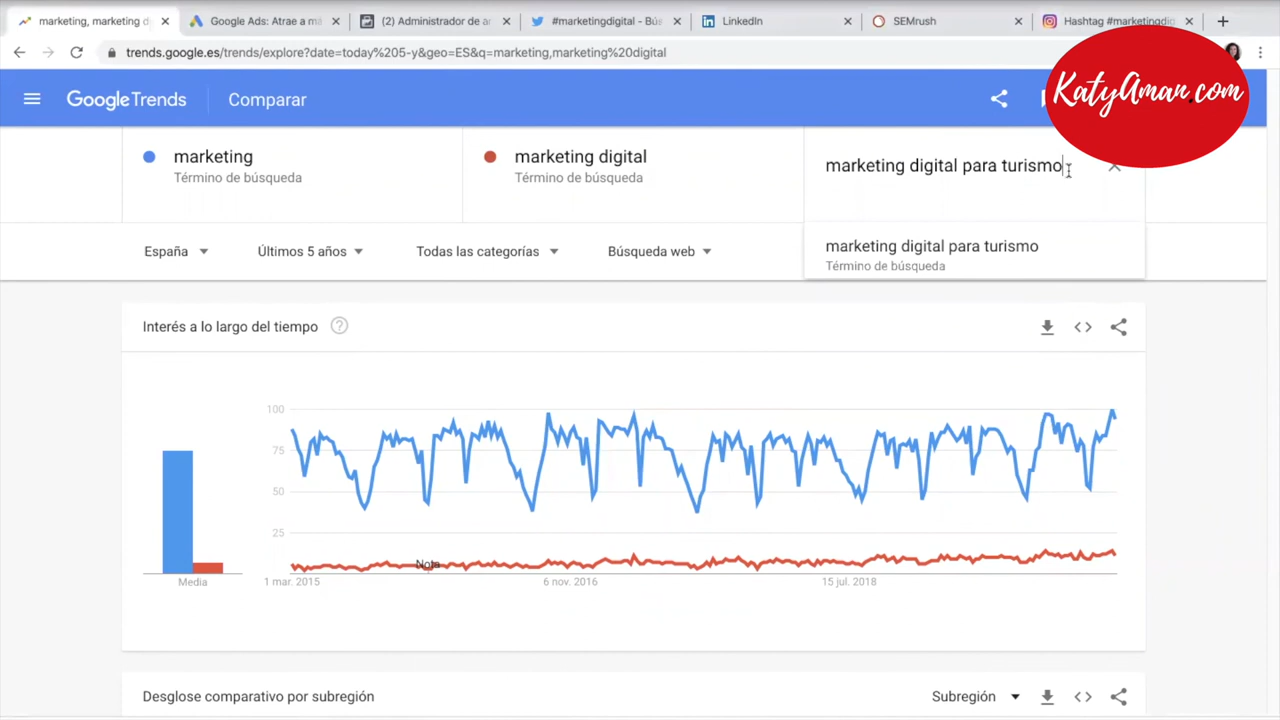 marketing, marketing d
Google Ads: Atrae a má
(2) Administrador de an
#marketingdigital - Bús
LinkedIn
SEMrush
Hashtag #marketingdig
trends.google.es/trends/explore?date=today%205-y&geo=ES&q=marketing,marketing%20digital
KatyAman.com
Google Trends
Comparar
marketing
Término de búsqueda
marketing digital
Término de búsqueda
marketing digital para turismo
marketing digital para turismo
Término de búsqueda
España
Últimos 5 años
Todas las categorías
Búsqueda web
Interés a lo largo del tiempo
100
75
50
25
Nota
Media
1 mar. 2015
6 nov. 2016
15 jul. 2018
Desglose comparativo por subregión
Subregión